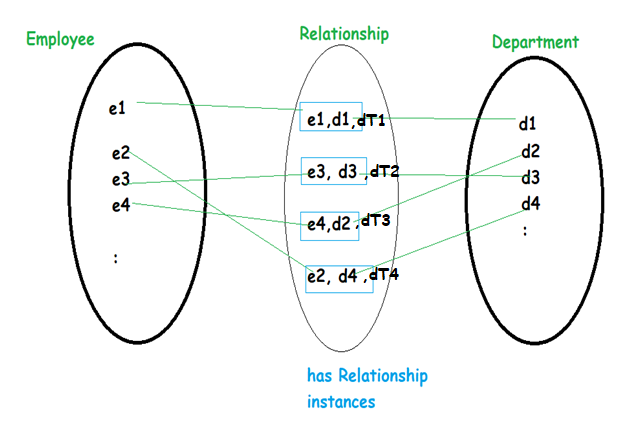 Employee
Relationship
Department
e1
e2
e3
e4
:
e1,d1,dT1
e3, d3,dT2
e4,d2,dT3
e2, d4,dT4
d1
d2
d3
d4
:
has Relationship
instances